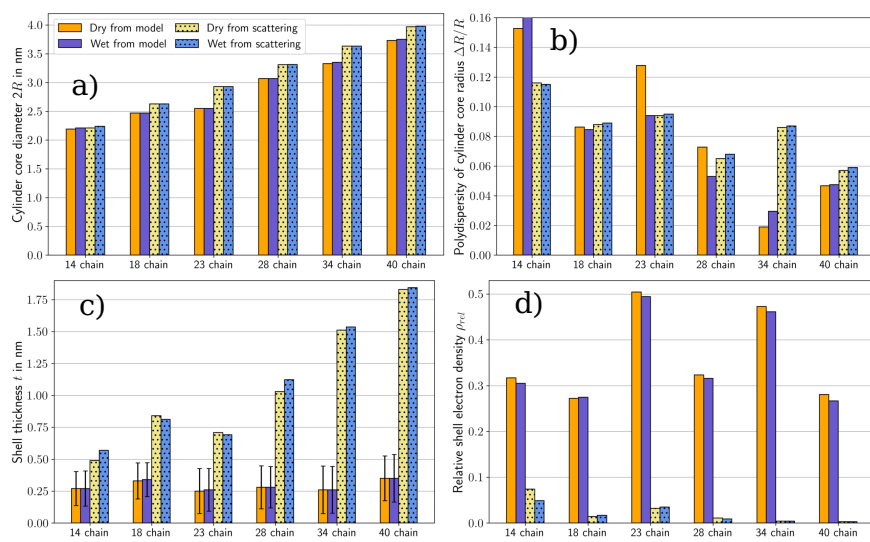 Dry from model
Wet from model
Dry from scattering
Wet from scattering
a)
Cylinder core diameter 2R in nm
4.0
3.5
3.0
2.5
2.0
1.5
1.0
0.5
0.0
14 chain 18 chain 23 chain 28 chain 34 chain 40 chain
b)
Polydispersity of cylinder core radius ΔR/R
0.16
0.14
0.12
0.10
0.08
0.06
0.04
0.02
0.00
14 chain 18 chain 23 chain 28 chain 34 chain 40 chain
c)
Shell thickness t in nm
1.75
1.50
1.25
1.00
0.75
0.50
0.25
0.00
14 chain 18 chain 23 chain 28 chain 34 chain 40 chain
d)
Relative shell electron density ρrel
0.5
0.4
0.3
0.2
0.1
0.0
14 chain 18 chain 23 chain 28 chain 34 chain 40 chain